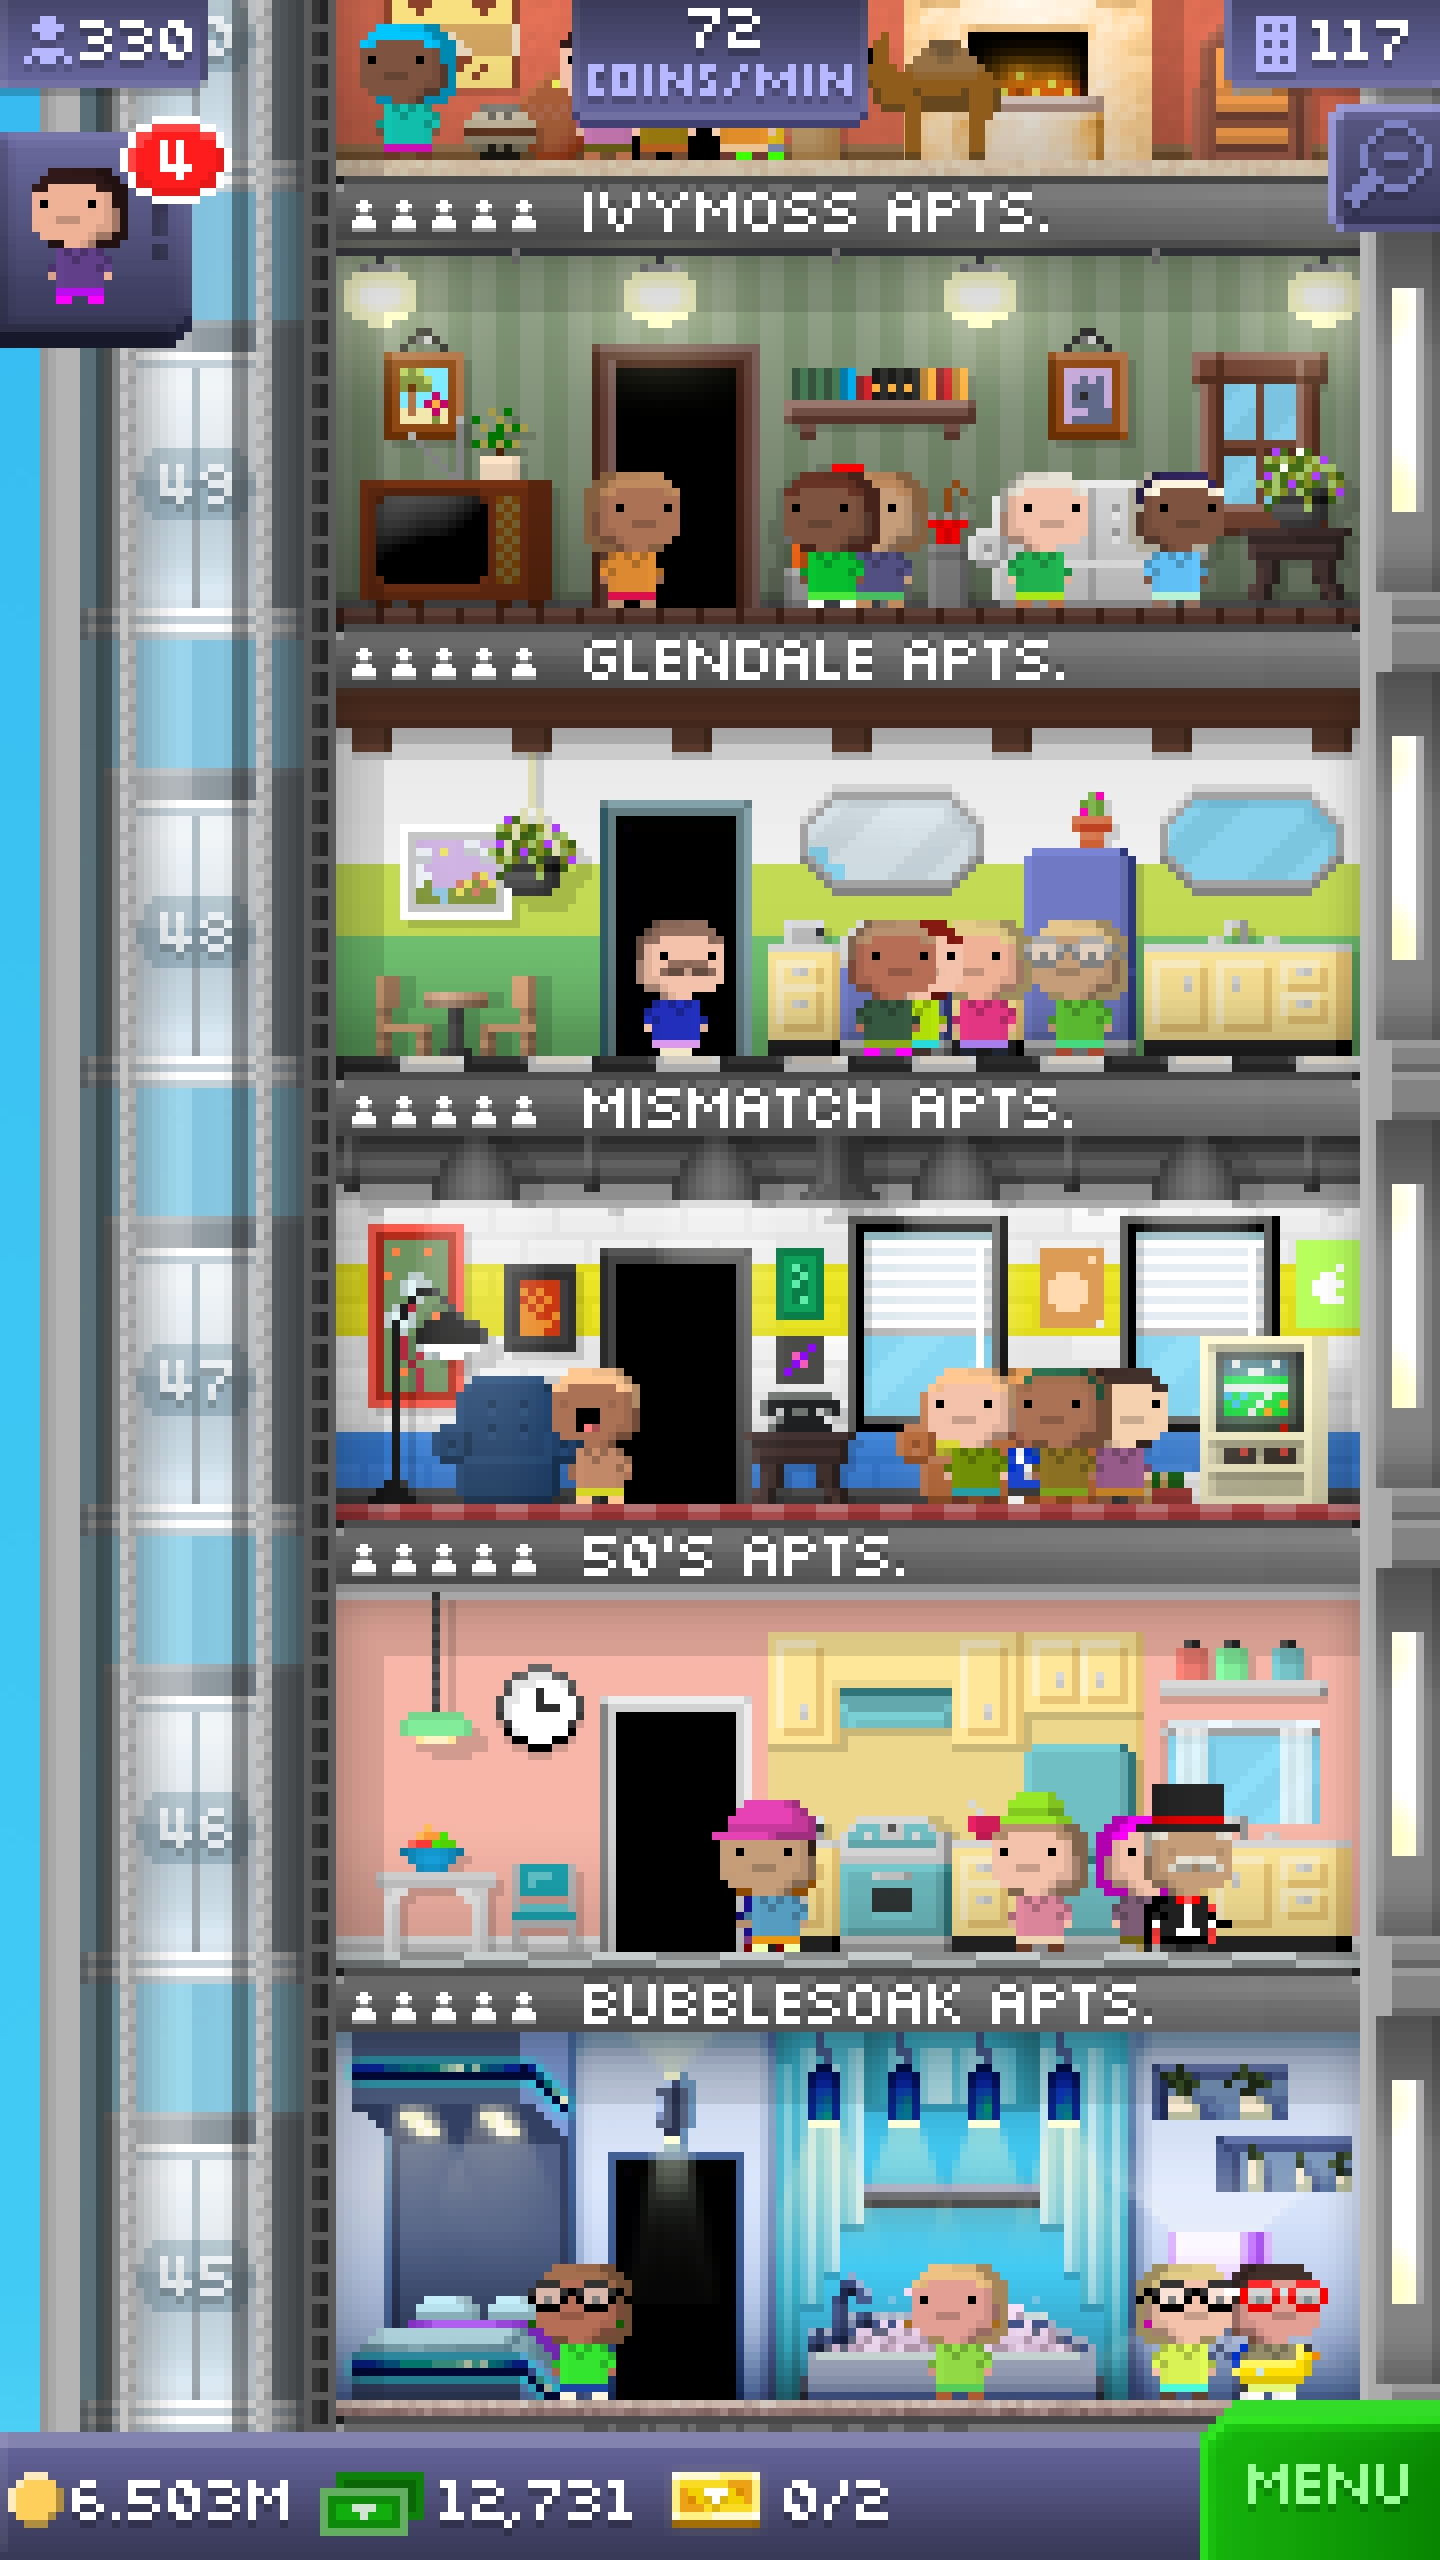 330
72
COINS/MIN
117
4
IVYMOSS APTS.
49
GLENDALE APTS.
48
MISMATCH APTS.
47
50'S APTS.
46
BUBBLESOAK APTS.
45
6.503M
12,731
0/2
MENU